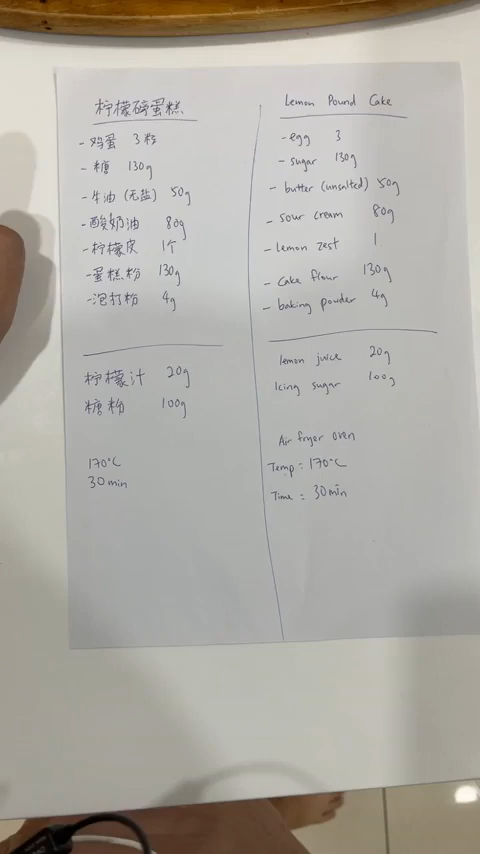 柠檬磅蛋糕
-鸡蛋 3粒
-糖 130g
-牛油(无盐) 50g
-酸奶油 80g
-柠檬皮 1个
-蛋糕粉 130g
-泡打粉 4g
柠檬汁 20g
糖粉 100g
170°C
30min
Lemon Pound Cake
-egg 3
-sugar 130g
-butter (unsalted) 50g
-sour cream 80g
-lemon zest 1
-cake flour 130g
-baking powder 4g
lemon juice 20g
Icing sugar 100g
Air fryer oven
Temp = 170°C
Time = 30min